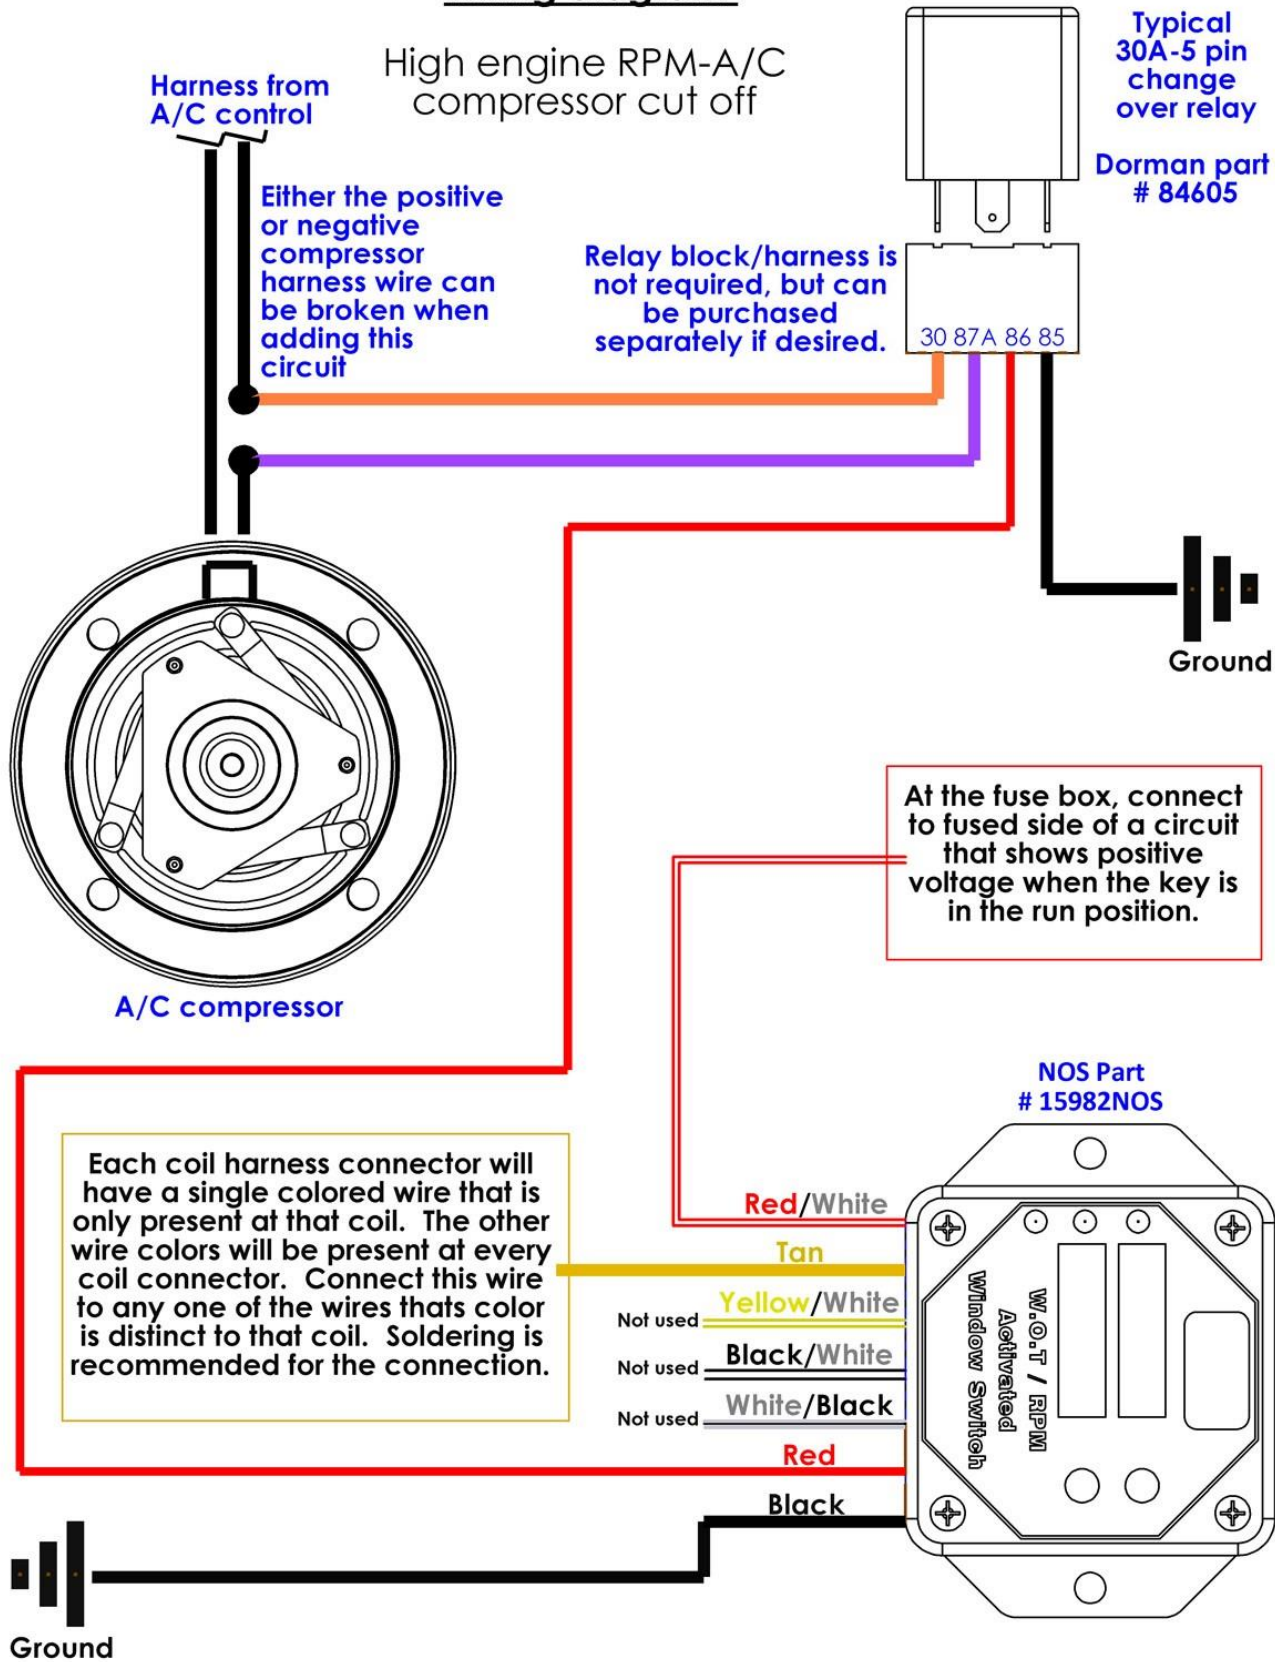 High engine RPM-A/C
compressor cut off
Harness from
A/C control
Either the positive
or negative
compressor
harness wire can
be broken when
adding this
circuit
Typical
30A-5 pin
change
over relay
Dorman part
# 84605
Relay block/harness is
not required, but can
be purchased
separately if desired.
30 87A 86 85
Ground
A/C compressor
At the fuse box, connect
to fused side of a circuit
that shows positive
voltage when the key is
in the run position.
NOS Part
# 15982NOS
Each coil harness connector will
have a single colored wire that is
only present at that coil. The other
wire colors will be present at every
coil connector. Connect this wire
to any one of the wires thats color
is distinct to that coil. Soldering is
recommended for the connection.
Red/White
Tan
Yellow/White
Not used
Black/White
Not used
White/Black
Not used
Red
Black
W.O.T / RPM
Activated
Window Switch
Ground